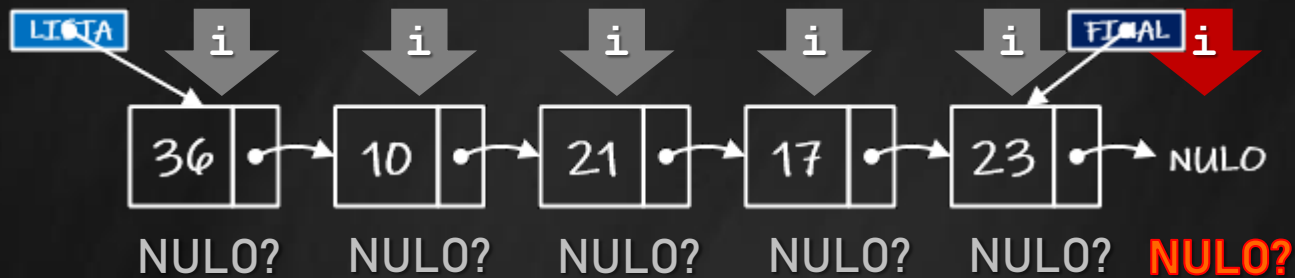 LISTA i i i i i FINAL i
36 10 21 17 23 NULO
NULO? NULO? NULO? NULO? NULO? NULO?